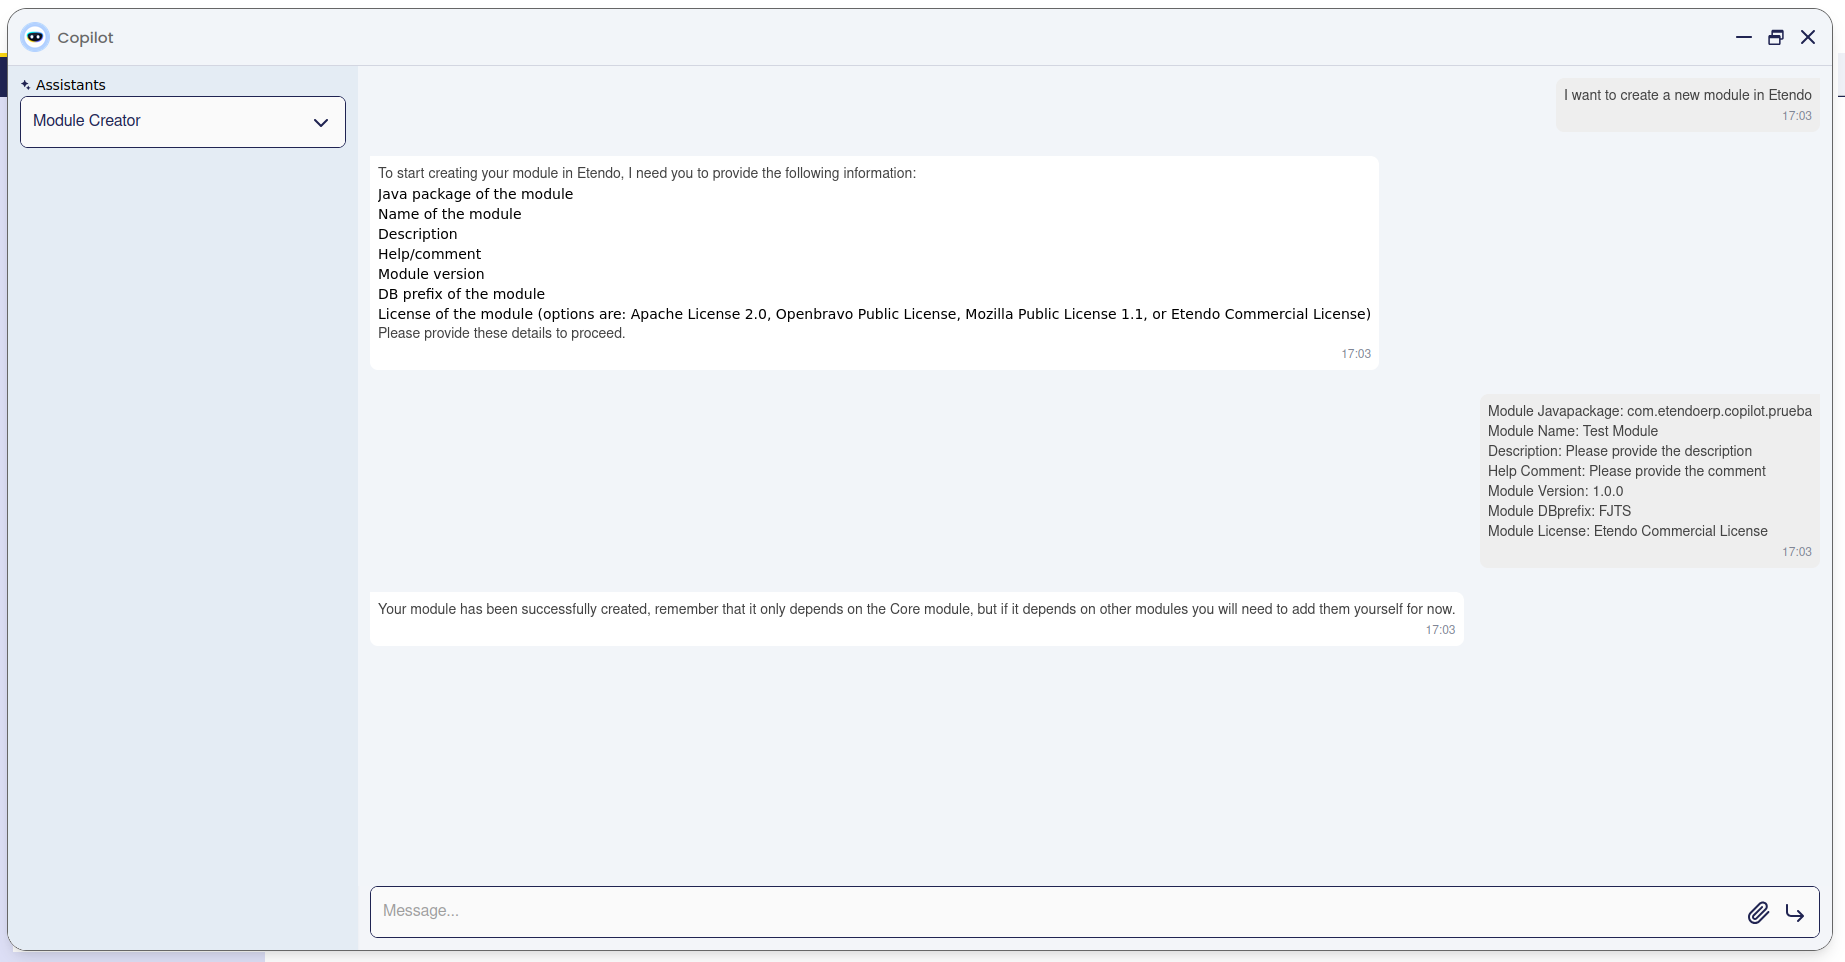 Copilot
Assistants
Module Creator
I want to create a new module in Etendo
17:03
To start creating your module in Etendo, I need you to provide the following information:
Java package of the module
Name of the module
Description
Help/comment
Module version
DB prefix of the module
License of the module (options are: Apache License 2.0, Openbravo Public License, Mozilla Public License 1.1, or Etendo Commercial License)
Please provide these details to proceed.
17:03
Module Javapackage: com.etendoerp.copilot.prueba
Module Name: Test Module
Description: Please provide the description
Help Comment: Please provide the comment
Module Version: 1.0.0
Module DBprefix: FJTS
Module License: Etendo Commercial License
17:03
Your module has been successfully created, remember that it only depends on the Core module, but if it depends on other modules you will need to add them yourself for now.
17:03
Message...